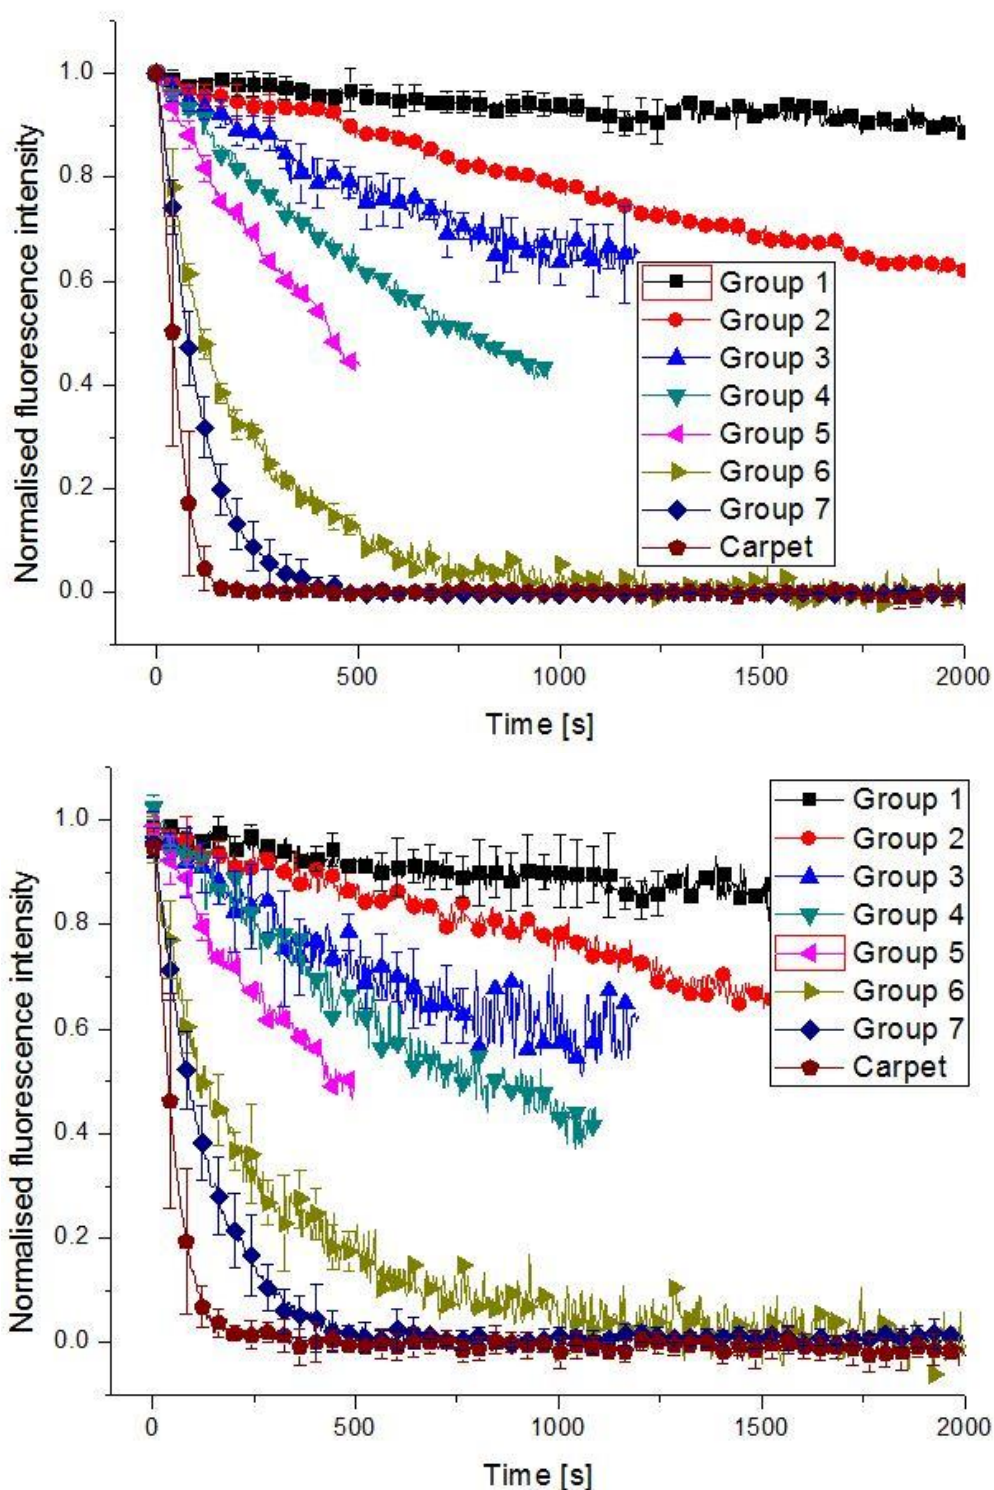 Normalised fluorescence intensity
1.0
0.8
0.6
0.4
0.2
0.0
Group 1
Group 2
Group 3
Group 4
Group 5
Group 6
Group 7
Carpet
0 500 1000 1500 2000
Time [s]
Normalised fluorescence intensity
1.0
0.8
0.6
0.4
0.2
0.0
Group 1
Group 2
Group 3
Group 4
Group 5
Group 6
Group 7
Carpet
0 500 1000 1500 2000
Time [s]